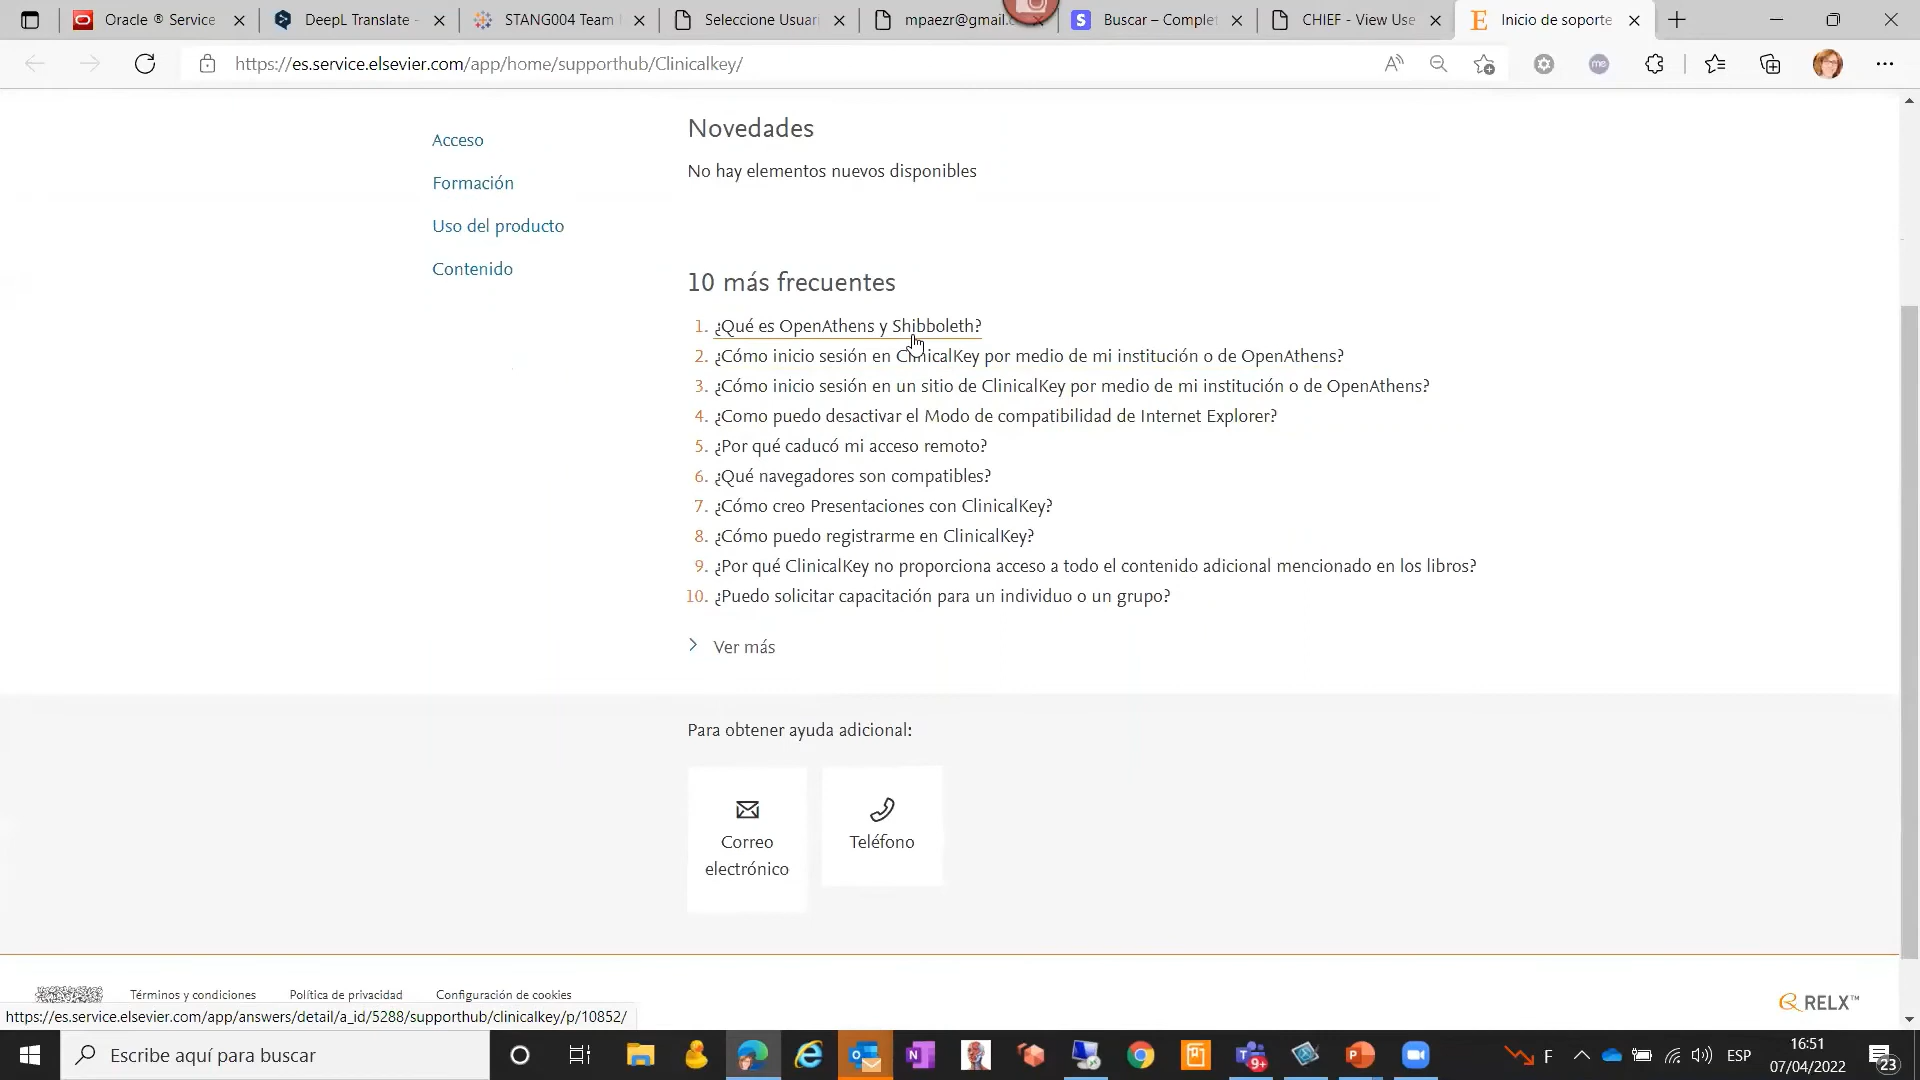 Oracle ® Service
DeepL Translate -
STANG004 Team
Seleccione Usuari
mpaezr@gmail.c
Buscar – Complet
CHIEF - View Use
Inicio de soporte
https://es.service.elsevier.com/app/home/supporthub/Clinicalkey/
Acceso
Formación
Uso del producto
Contenido
Novedades
No hay elementos nuevos disponibles
10 más frecuentes
1. ¿Qué es OpenAthens y Shibboleth?
2. ¿Cómo inicio sesión en ClinicalKey por medio de mi institución o de OpenAthens?
3. ¿Cómo inicio sesión en un sitio de ClinicalKey por medio de mi institución o de OpenAthens?
4. ¿Como puedo desactivar el Modo de compatibilidad de Internet Explorer?
5. ¿Por qué caducó mi acceso remoto?
6. ¿Qué navegadores son compatibles?
7. ¿Cómo creo Presentaciones con ClinicalKey?
8. ¿Cómo puedo registrarme en ClinicalKey?
9. ¿Por qué ClinicalKey no proporciona acceso a todo el contenido adicional mencionado en los libros?
10. ¿Puedo solicitar capacitación para un individuo o un grupo?
Ver más
Para obtener ayuda adicional:
Correo
electrónico
Teléfono
Términos y condiciones
Política de privacidad
Configuración de cookies
RELX™
https://es.service.elsevier.com/app/answers/detail/a_id/5288/supporthub/clinicalkey/p/10852/
Escribe aquí para buscar
9+
F
ESP
16:51
07/04/2022
23